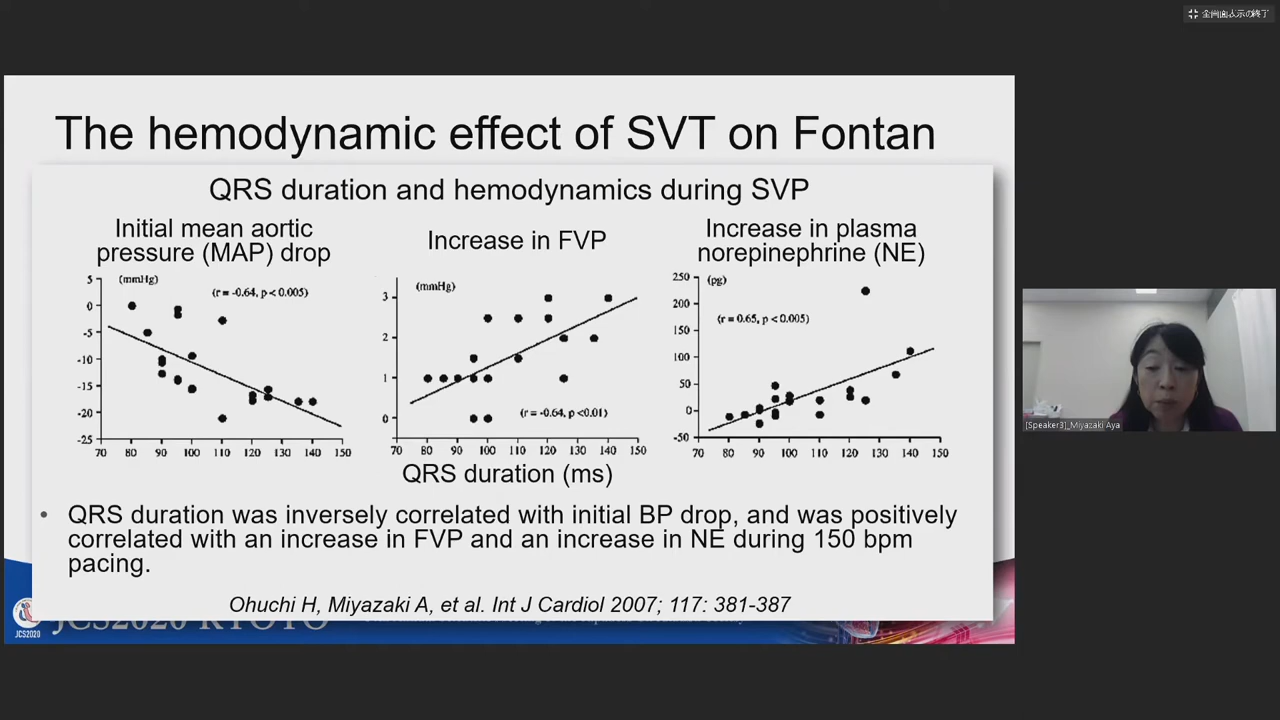 全画面表示の終了
The hemodynamic effect of SVT on Fontan
QRS duration and hemodynamics during SVP
Initial mean aortic
pressure (MAP) drop
5
(mmHg)
(r = -0.64, p < 0.005)
0
-5
-10
-15
-20
-25
70 80 90 100 110 120 130 140 150
Increase in FVP
(mmHg)
3
2
1
0
(r = -0.64, p <0.01)
70 80 90 100 110 120 130 140 150
Increase in plasma
norepinephrine (NE)
250
(pg)
200
150
(r = 0.65, p < 0.005)
100
50
0
-50
70 80 90 100 110 120 130 140 150
QRS duration (ms)
• QRS duration was inversely correlated with initial BP drop, and was positively
correlated with an increase in FVP and an increase in NE during 150 bpm
pacing.
Ohuchi H, Miyazaki A, et al. Int J Cardiol 2007; 117: 381-387
JCS2020
JCS2020 KYOTO
[Speaker3]_Miyazaki Aya